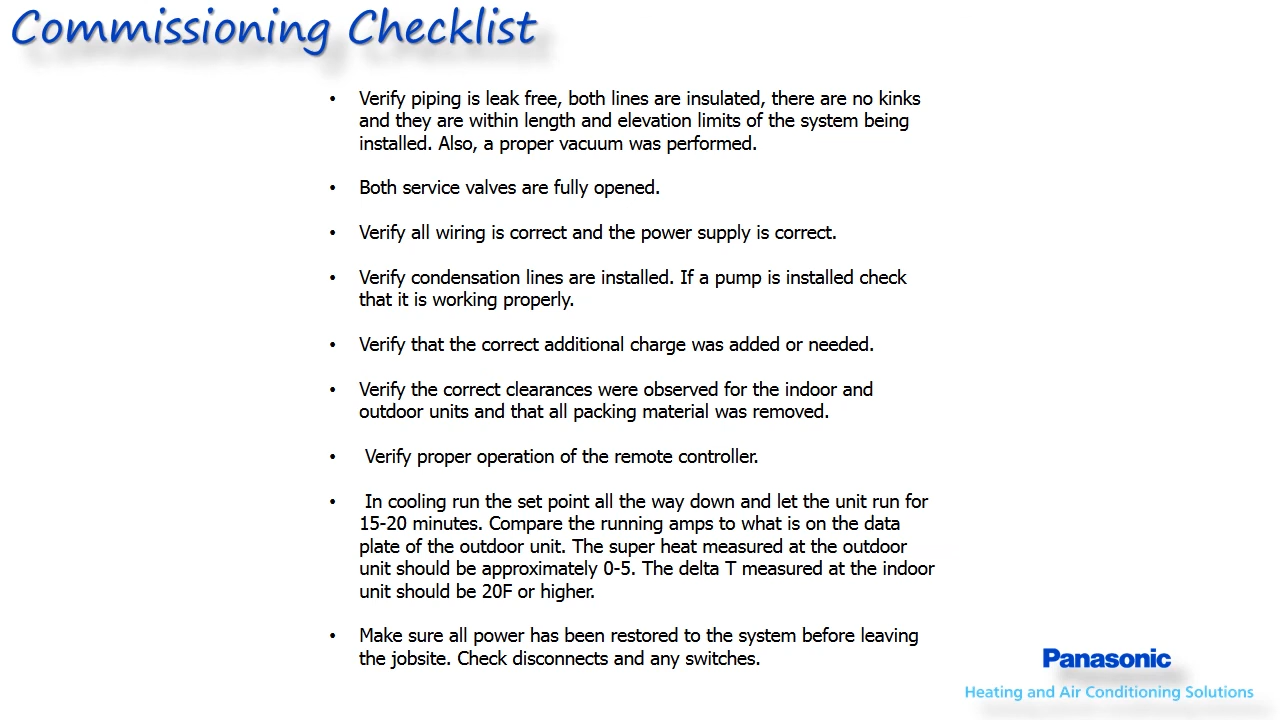 Commissioning Checklist
• Verify piping is leak free, both lines are insulated, there are no kinks
and they are within length and elevation limits of the system being
installed. Also, a proper vacuum was performed.
• Both service valves are fully opened.
• Verify all wiring is correct and the power supply is correct.
• Verify condensation lines are installed. If a pump is installed check
that it is working properly.
• Verify that the correct additional charge was added or needed.
• Verify the correct clearances were observed for the indoor and
outdoor units and that all packing material was removed.
• Verify proper operation of the remote controller.
• In cooling run the set point all the way down and let the unit run for
15-20 minutes. Compare the running amps to what is on the data
plate of the outdoor unit. The super heat measured at the outdoor
unit should be approximately 0-5. The delta T measured at the indoor
unit should be 20F or higher.
• Make sure all power has been restored to the system before leaving
the jobsite. Check disconnects and any switches.
Panasonic
Heating and Air Conditioning Solutions